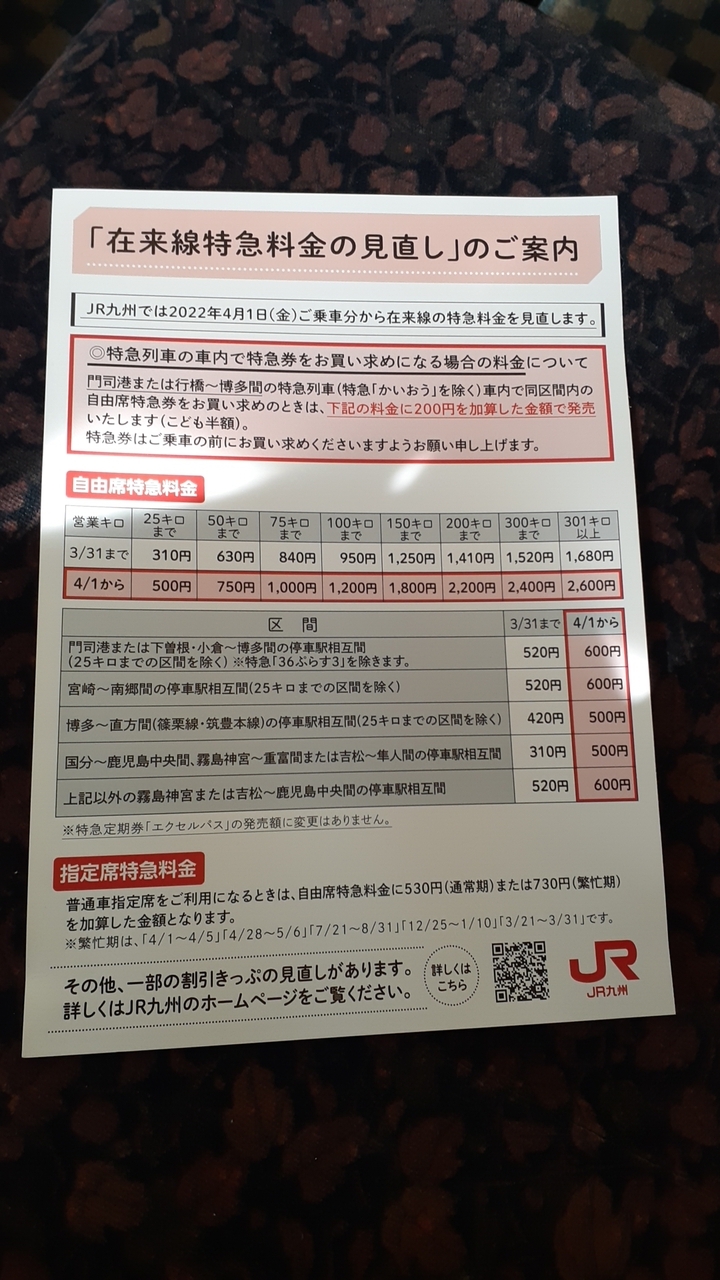 「在来線特急料金の見直し」のご案内
JR九州では2022年4月1日(金)ご乗車分から在来線の特急料金を見直します。
◎特急列車の車内で特急券をお買い求めになる場合の料金について
門司港または行橋〜博多間の特急列車(特急「かいおう」を除く)車内で同区間内の
自由席特急券をお買い求めのときは、下記の料金に200円を加算した金額で発売
いたします(こども半額)。
特急券はご乗車の前にお買い求めくださいますようお願い申し上げます。
自由席特急料金
営業キロ 25キロまで 50キロまで 75キロまで 100キロまで 150キロまで 200キロまで 300キロまで 301キロ以上
3/31まで 310円 630円 840円 950円 1,250円 1,410円 1,520円 1,680円
4/1から 500円 750円 1,000円 1,200円 1,800円 2,200円 2,400円 2,600円
区 間 3/31まで 4/1から
門司港または下曽根・小倉〜博多間の停車駅相互間
(25キロまでの区間を除く) ※特急「36ぷらす3」を除きます。 520円 600円
宮崎〜南郷間の停車駅相互間(25キロまでの区間を除く) 520円 600円
博多〜直方間(篠栗線・筑豊本線)の停車駅相互間(25キロまでの区間を除く) 420円 500円
国分〜鹿児島中央間、霧島神宮〜重富間または吉松〜隼人間の停車駅相互間 310円 500円
上記以外の霧島神宮または吉松〜鹿児島中央間の停車駅相互間 520円 600円
※特急定期券「エクセルパス」の発売額に変更はありません。
指定席特急料金
普通車指定席をご利用になるときは、自由席特急料金に530円(通常期)または730円(繁忙期)
を加算した金額となります。
※繁忙期は、「4/1〜4/5」「4/28〜5/6」「7/21〜8/31」「12/25〜1/10」「3/21〜3/31」です。
その他、一部の割引きっぷの見直しがあります。
詳しくはJR九州のホームページをご覧ください。
詳しくは
こちら
JR
JR九州